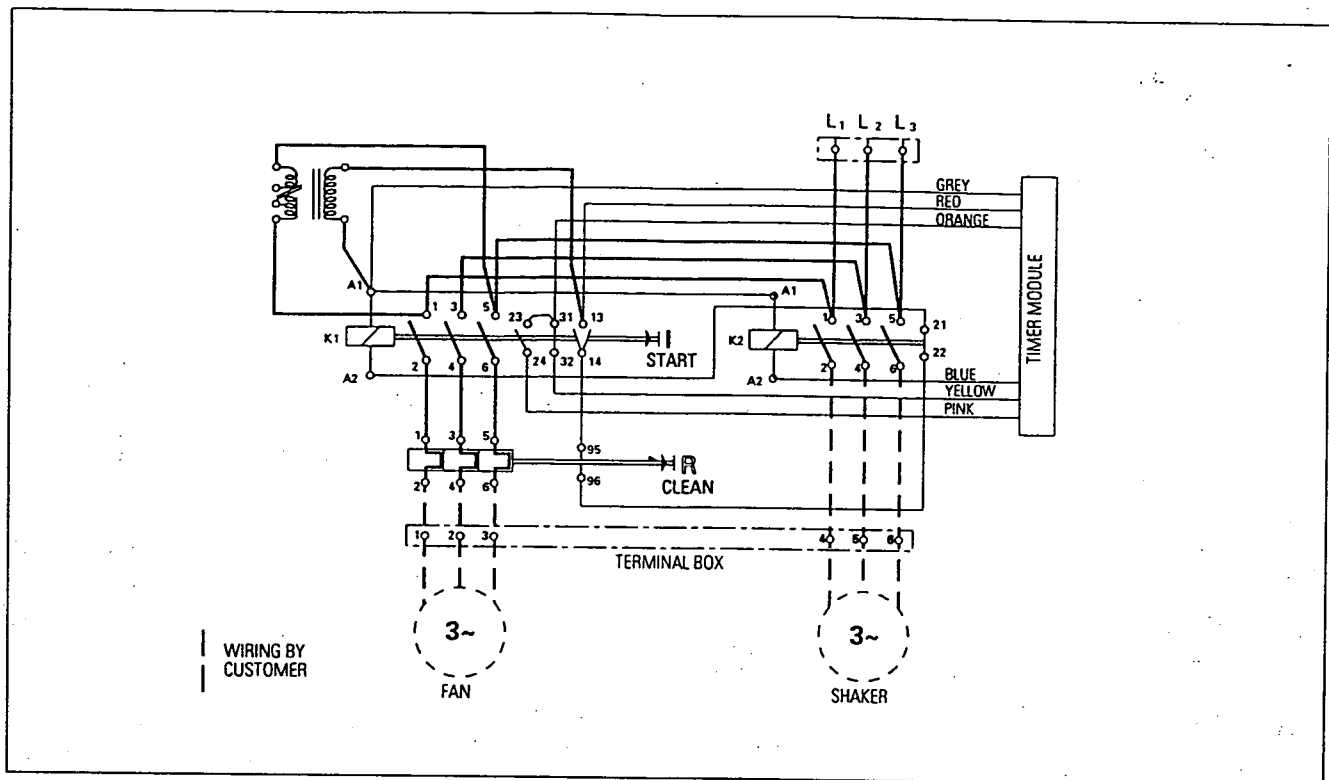 L1 L2 L3
GREY
RED
ORANGE
A1
A1
1 3 5 23 31 13
1 3 5 21
K1
START
K2
22
TIMER MODULE
2 4 6 24 32 14
2 4 6
A2
A2
BLUE
YELLOW
PINK
1 3 5
95
R
CLEAN
96
2 4 6
1 2 3
4 5 6
TERMINAL BOX
3~
3~
WIRING BY
CUSTOMER
FAN
SHAKER